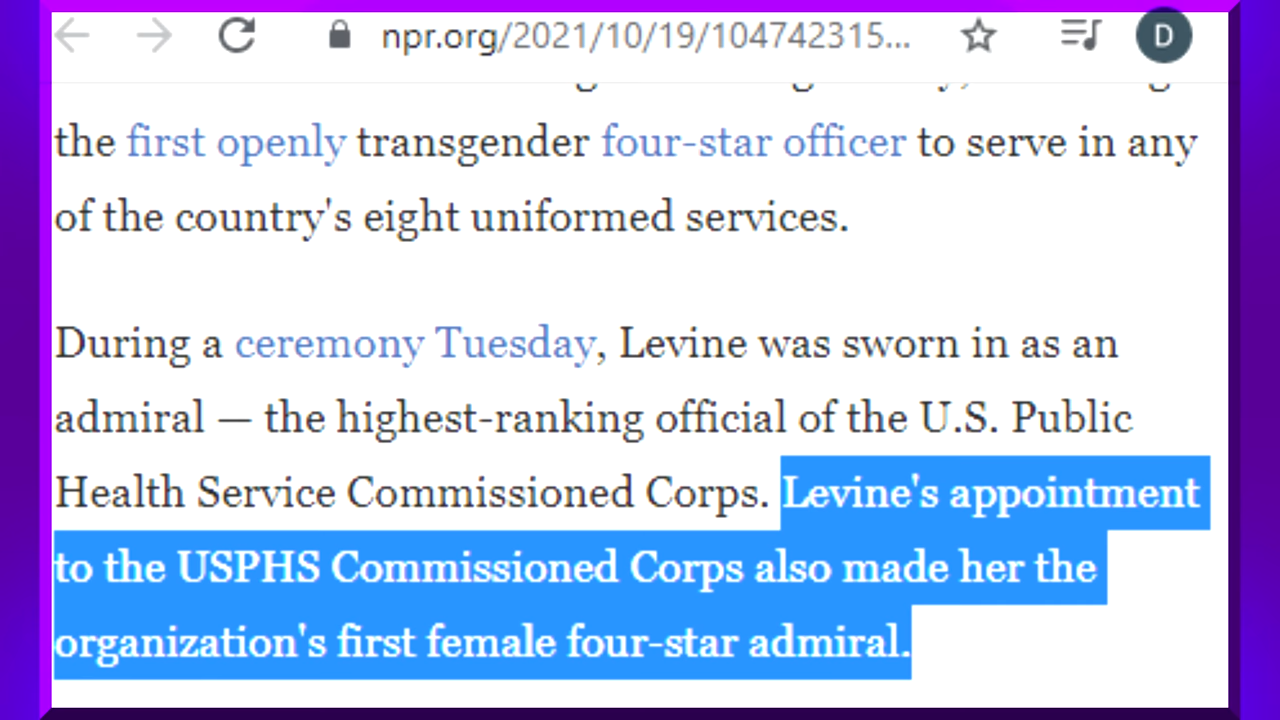 npr.org/2021/10/19/104742315...
D
the first openly transgender four-star officer to serve in any
of the country's eight uniformed services.
During a ceremony Tuesday, Levine was sworn in as an
admiral — the highest-ranking official of the U.S. Public
Health Service Commissioned Corps. Levine's appointment
to the USPHS Commissioned Corps also made her the
organization's first female four-star admiral.